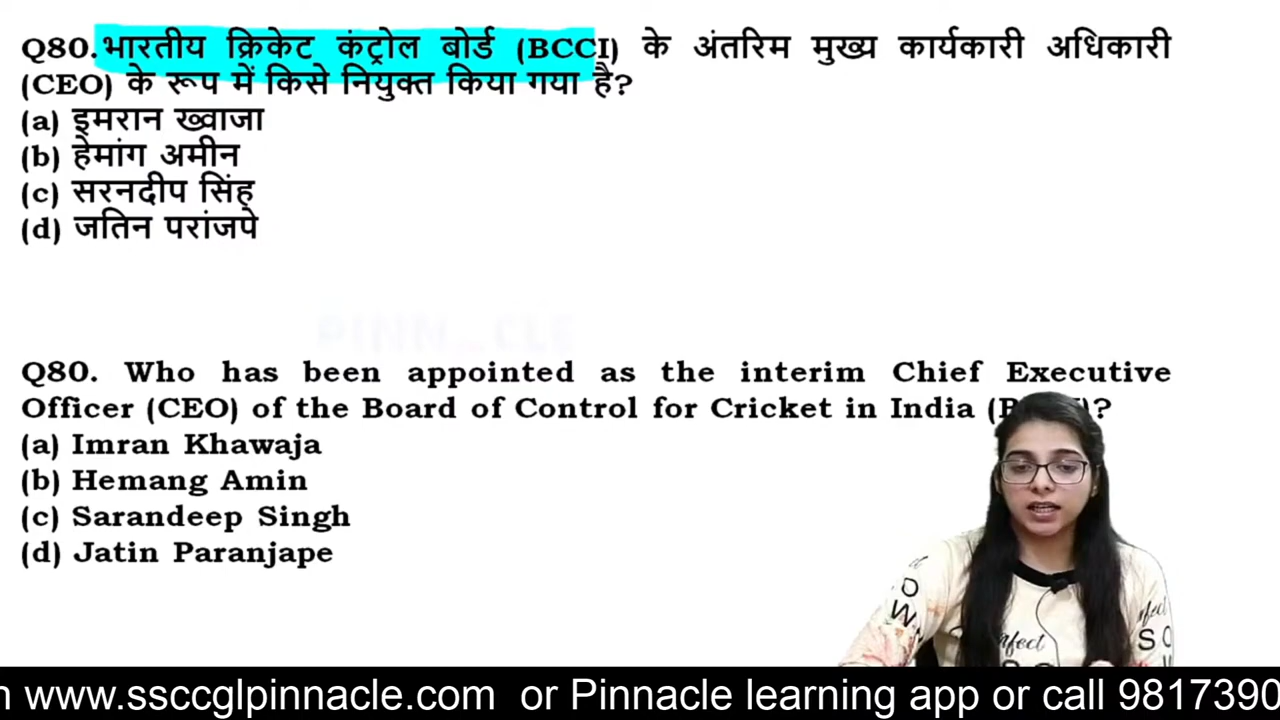 Q80.भारतीय क्रिकेट कंट्रोल बोर्ड (BCCI) के अंतरिम मुख्य कार्यकारी अधिकारी
(CEO) के रूप में किसे नियुक्त किया गया है?
(a) इमरान ख्वाजा
(b) हेमांग अमीन
(c) सरनदीप सिंह
(d) जतिन परांजपे
Q80. Who has been appointed as the interim Chief Executive
Officer (CEO) of the Board of Control for Cricket in India
(a) Imran Khawaja
(b) Hemang Amin
(c) Sarandeep Singh
(d) Jatin Paranjape
www.ssccglpinnacle.com or Pinnacle learning app or call 9817390